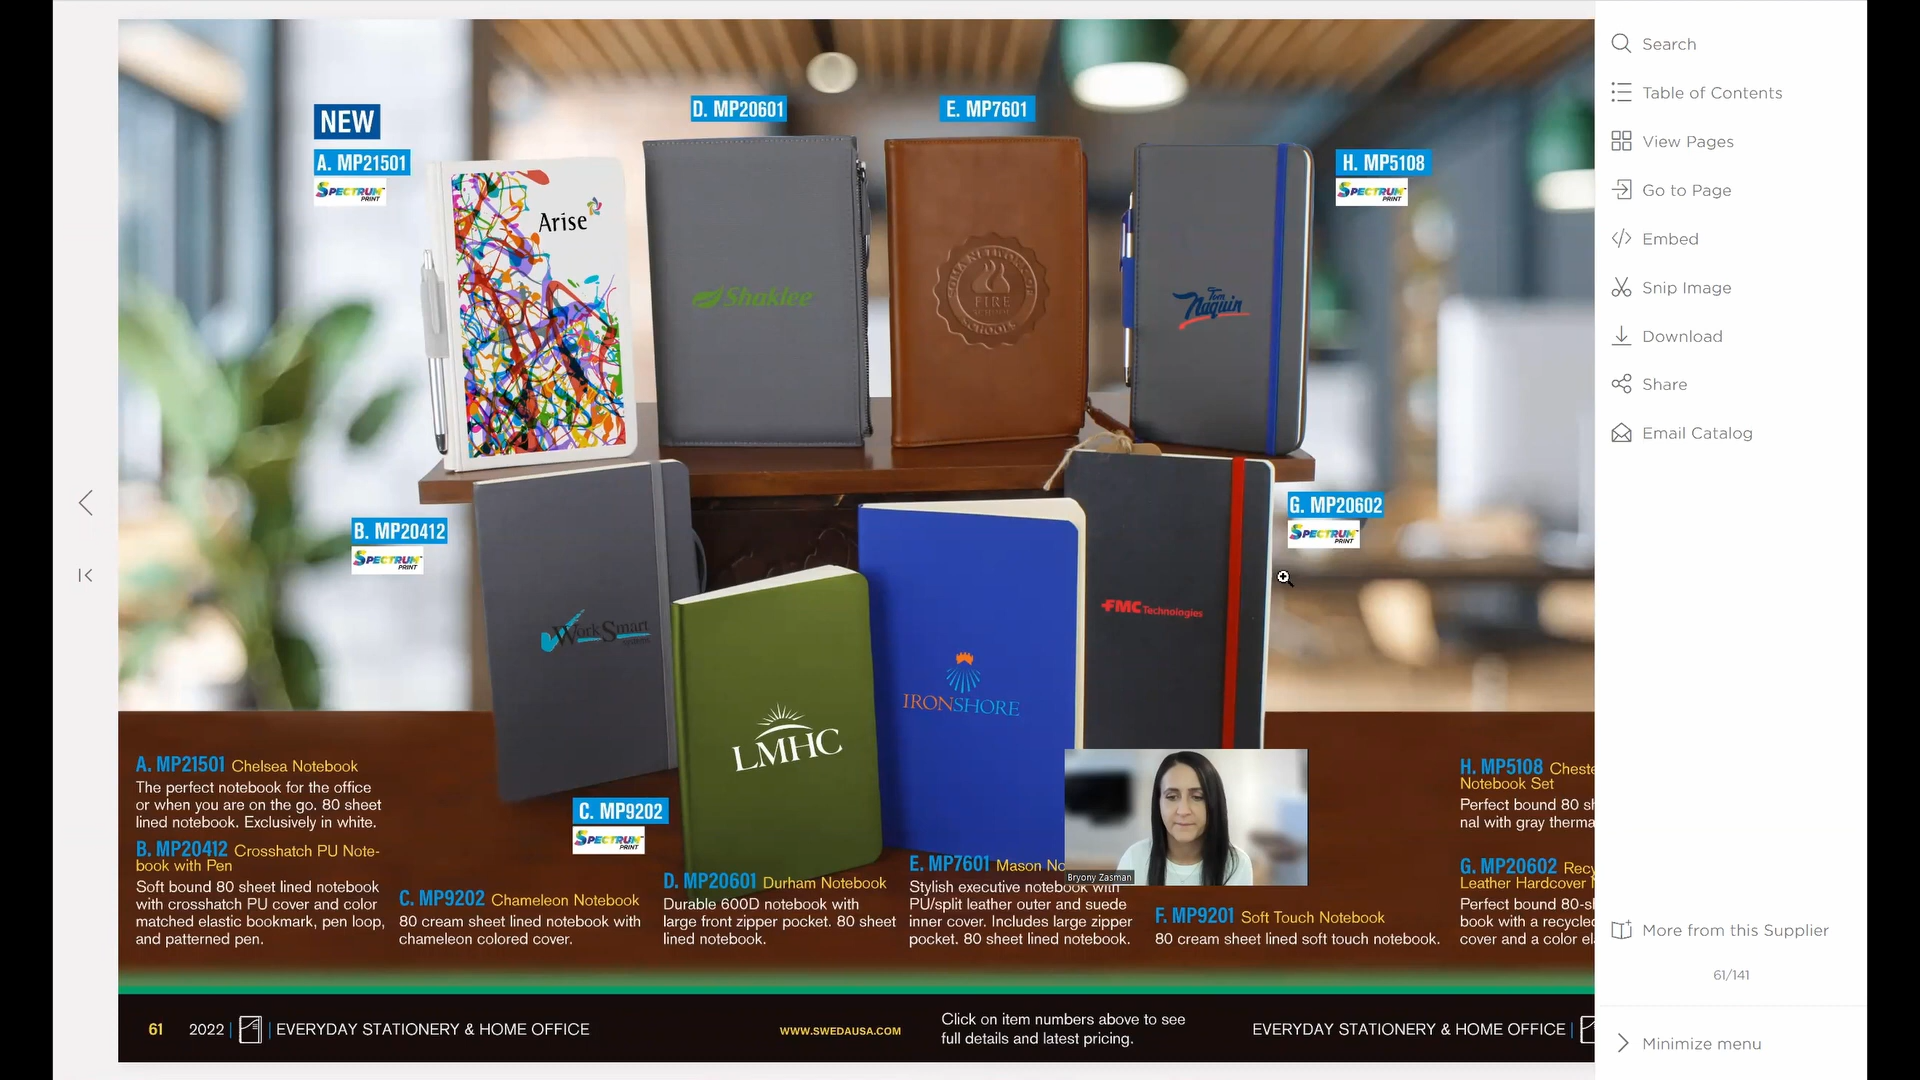 NEW
A. MP21501
SPECTRUM
PRINT
D. MP20601
E. MP7601
H. MP5108
SPECTRUM
PRINT
Arise
Shaklee
FIRE
SCHOOLS
Tom
Naquin
B. MP20412
SPECTRUM
PRINT
G. MP20602
SPECTRUM
PRINT
WorkSmart
FMC Technologies
IRONSHORE
LMHC
C. MP9202
SPECTRUM
PRINT
A. MP21501 Chelsea Notebook
The perfect notebook for the office
or when you are on the go. 80 sheet
lined notebook. Exclusively in white.
B. MP20412 Crosshatch PU Note-
book with Pen
Soft bound 80 sheet lined notebook
with crosshatch PU cover and color
matched elastic bookmark, pen loop,
and patterned pen.
C. MP9202 Chameleon Notebook
80 cream sheet lined notebook with
chameleon colored cover.
D. MP20601 Durham Notebook
Durable 600D notebook with
large front zipper pocket. 80 sheet
lined notebook.
E. MP7601 Mason No
Stylish executive notebook with
PU/split leather outer and suede
inner cover. Includes large zipper
pocket. 80 sheet lined notebook.
Bryony Zasman
F. MP9201 Soft Touch Notebook
80 cream sheet lined soft touch notebook.
H. MP5108 Cheste
Notebook Set
Perfect bound 80 sh
nal with gray therma
G. MP20602 Recy
Leather Hardcover
Perfect bound 80-s
book with a recycled
cover and a color el
61 2022 | EVERYDAY STATIONERY & HOME OFFICE
WWW.SWEDAUSA.COM
Click on item numbers above to see
full details and latest pricing.
EVERYDAY STATIONERY & HOME OFFICE |
Search
Table of Contents
View Pages
Go to Page
Embed
Snip Image
Download
Share
Email Catalog
More from this Supplier
61/141
Minimize menu